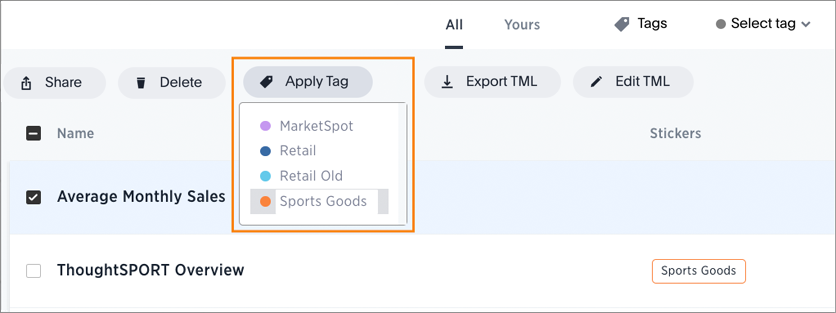 All Yours Tags Select tag
Share Delete Apply Tag Export TML Edit TML
Name Stickers
MarketSpot
Retail
Retail Old
Average Monthly Sales
Sports Goods
ThoughtSPORT Overview Sports Goods